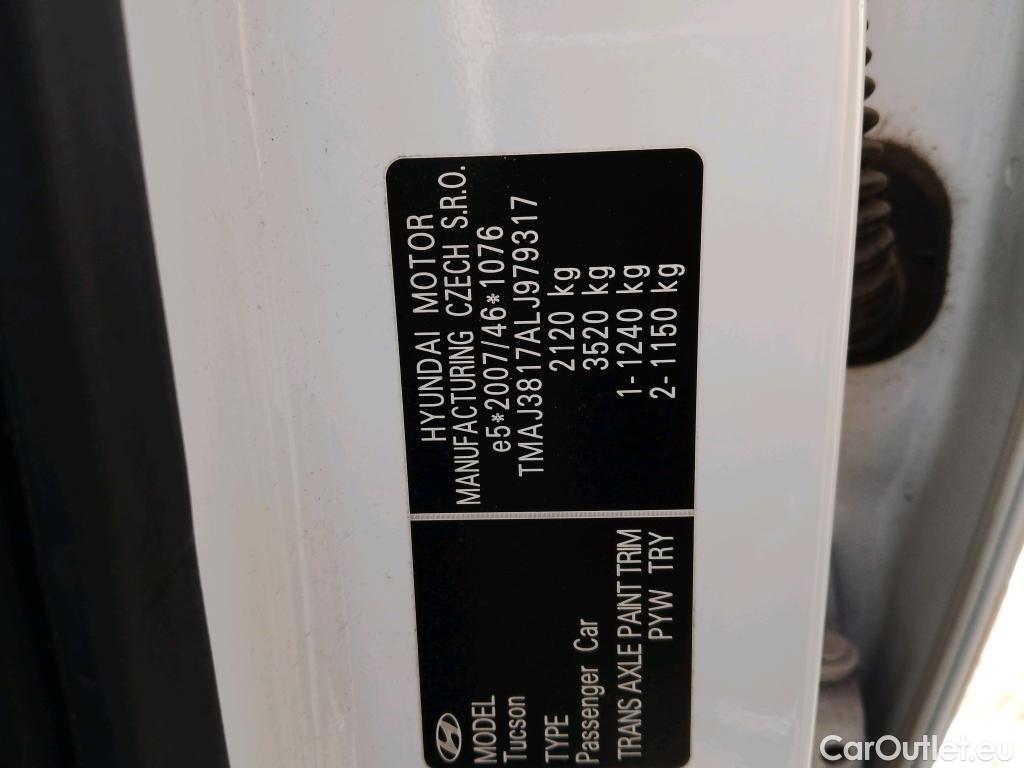 HYUNDAI MOTOR
MANUFACTURING CZECH S.R.O.
e5*2007/46*1076
TMAJ3817ALJ979317
2120 kg
3520 kg
1-1240 kg
2-1150 kg
MODEL
Tucson
TYPE
Passenger Car
TRANS AXLE PAINT TRIM
PYW TRY
CarOutlet.eu